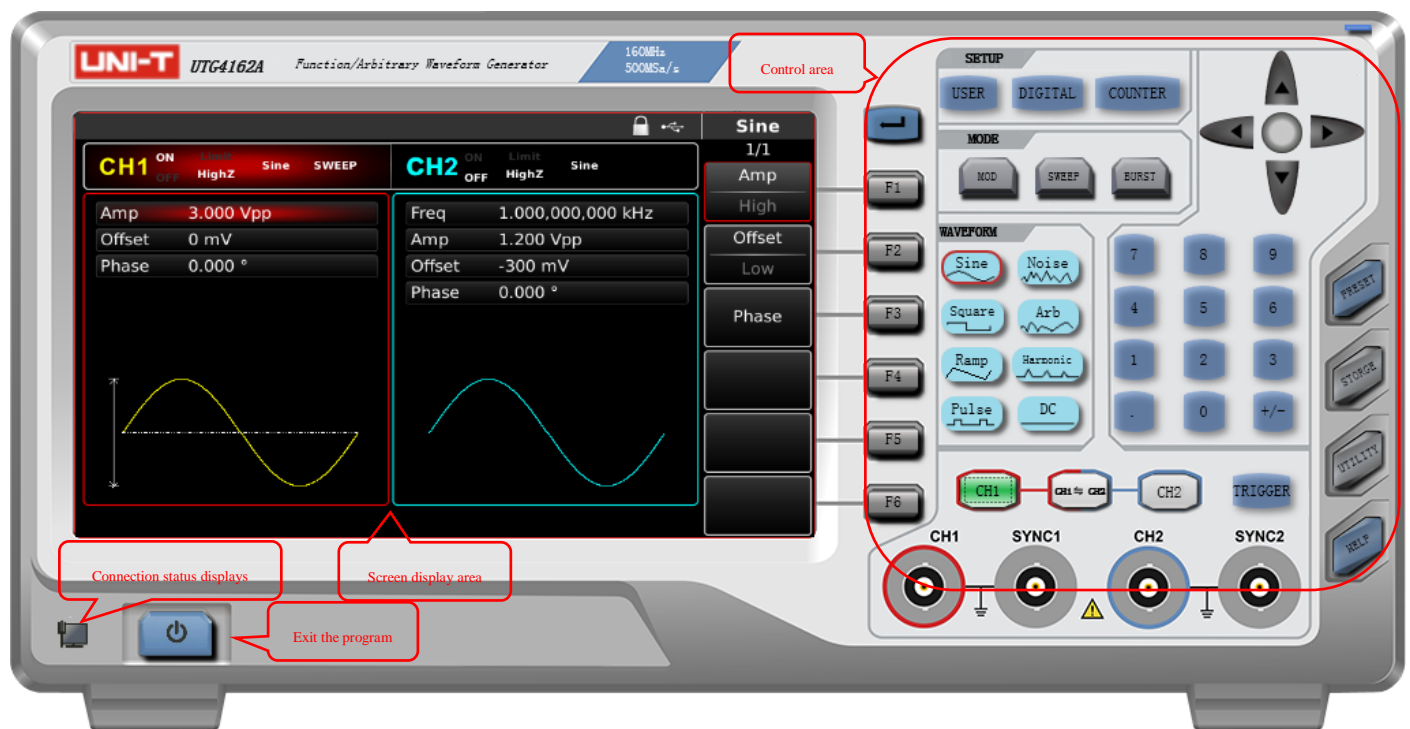 UNI-T UTG4162A Function/Arbitrary Waveform Generator
160MHz
500MSa/s
Control area
Sine
1/1
CH1 ON OFF Limit HighZ Sine SWEEP
CH2 ON OFF Limit HighZ Sine
Amp 3.000 Vpp
Offset 0 mV
Phase 0.000 °
Freq 1.000,000,000 kHz
Amp 1.200 Vpp
Offset -300 mV
Phase 0.000 °
Amp
High
Offset
Low
Phase
F1
F2
F3
F4
F5
F6
SETUP
USER DIGITAL COUNTER
MODE
MOD SWEEP BURST
WAVEFORM
Sine Noise
Square Arb
Ramp Harmonic
Pulse DC
7 8 9
4 5 6
1 2 3
. 0 +/-
PRESET
STORGE
UTILITY
HELP
CH1 CH1⇋CH2 CH2 TRIGGER
CH1 SYNC1 CH2 SYNC2
Connection status displays
Screen display area
Exit the program